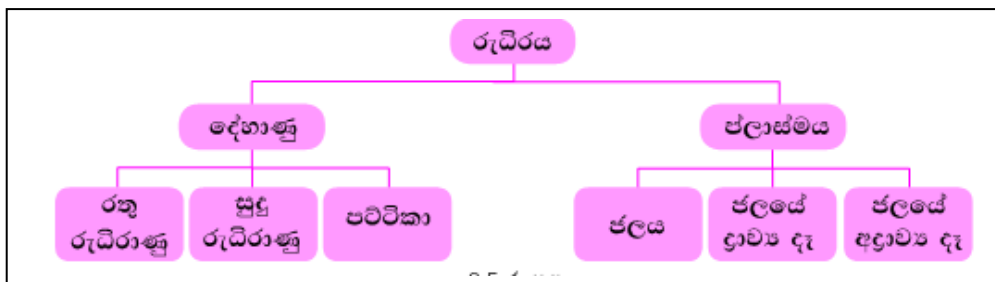 රුධිරය
දේහාණු
ප්ලාස්මය
රතු
රුධිරාණු
සුදු
රුධිරාණු
පට්ටිකා
ජලය
ජලයේ
ද්‍රාව්‍ය දෑ
ජලයේ
අද්‍රාව්‍ය දෑ